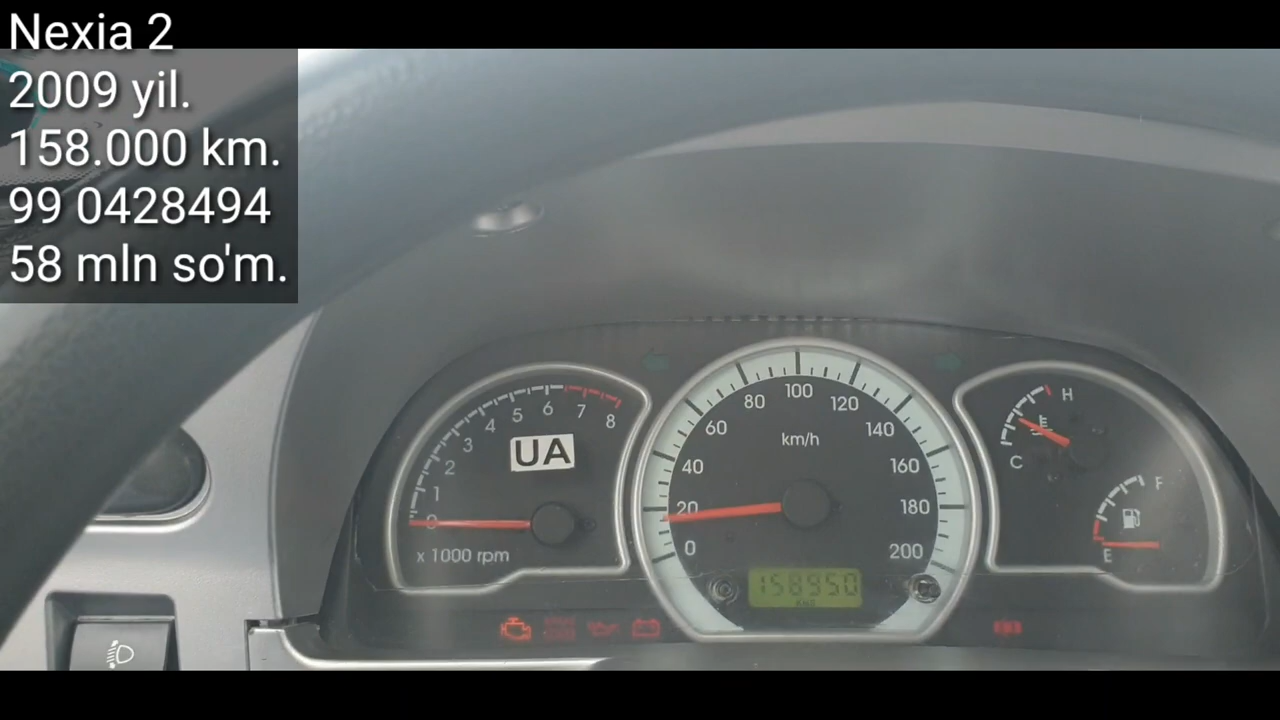 Nexia 2
2009 yil.
158.000 km.
99 0428494
58 mln so'm.
0 1 2 3 4 5 6 7 8
UA
x 1000 rpm
0 20 40 60 80 100 120 140 160 180 200
km/h
158950
H
C
F
E